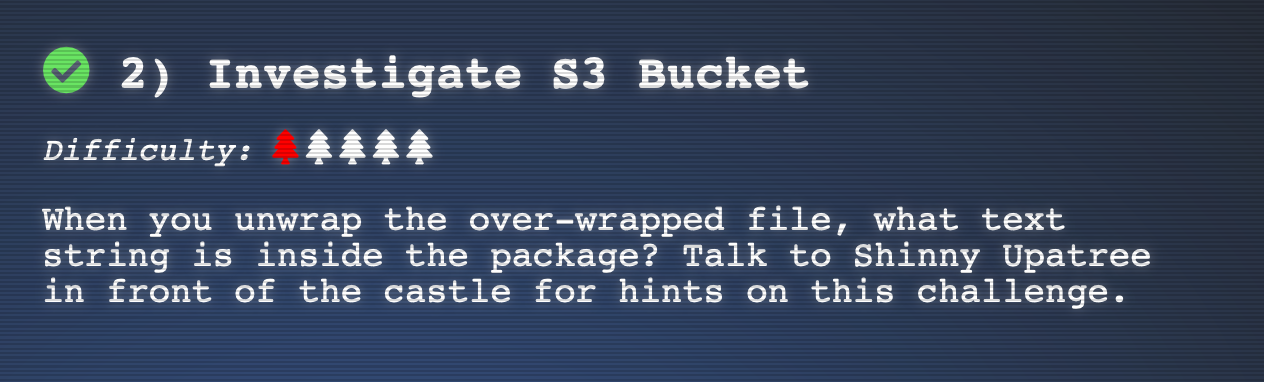 2) Investigate S3 Bucket
Difficulty:
When you unwrap the over-wrapped file, what text
string is inside the package? Talk to Shinny Upatree
in front of the castle for hints on this challenge.